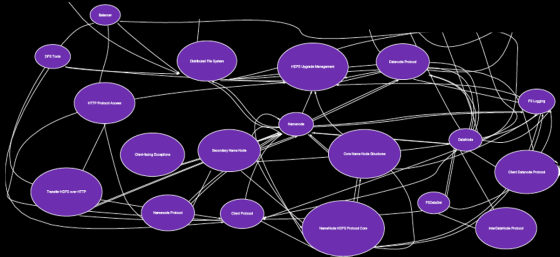 Balancer
DFS Tools
Distributed File System
HDFS Upgrade Management
Datanode Protocol
FS Logging
HTTP Protocol Access
Namenode
DataNode
Client-Facing Exceptions
Secondary Name-Node
Core Name-Node Structures
Client Datanode Protocol
Transfer HDFS over HTTP
Namenode Protocol
Client Protocol
FSDataSet
NameNode HDFS Protocol Core
InterDataNode Protocol